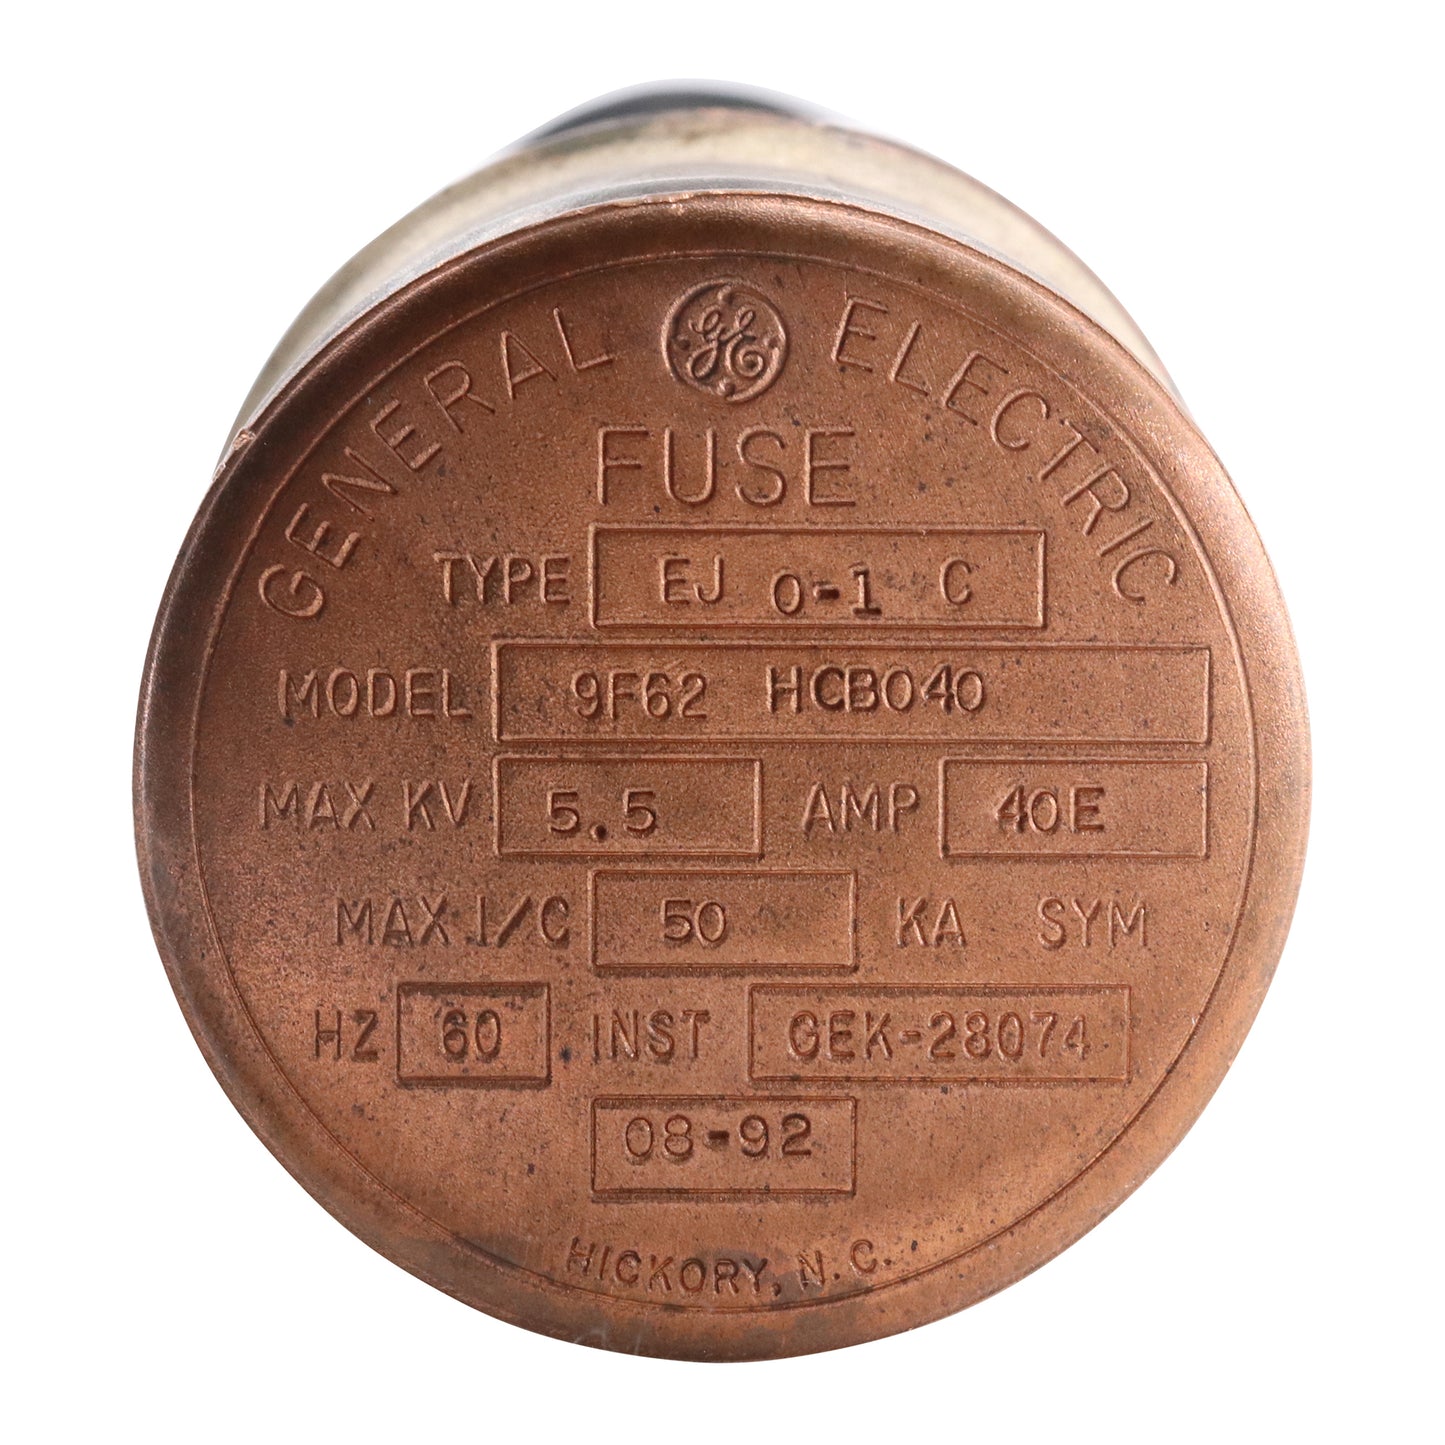 GENERAL GE ELECTRIC
FUSE
TYPE EJ 0-1 C
MODEL 9F62 HCB040
MAX KV 5.5 AMP 40E
MAX I/C 50 KA SYM
HZ 60 INST GEK-28074
08-92
HICKORY, N.C.